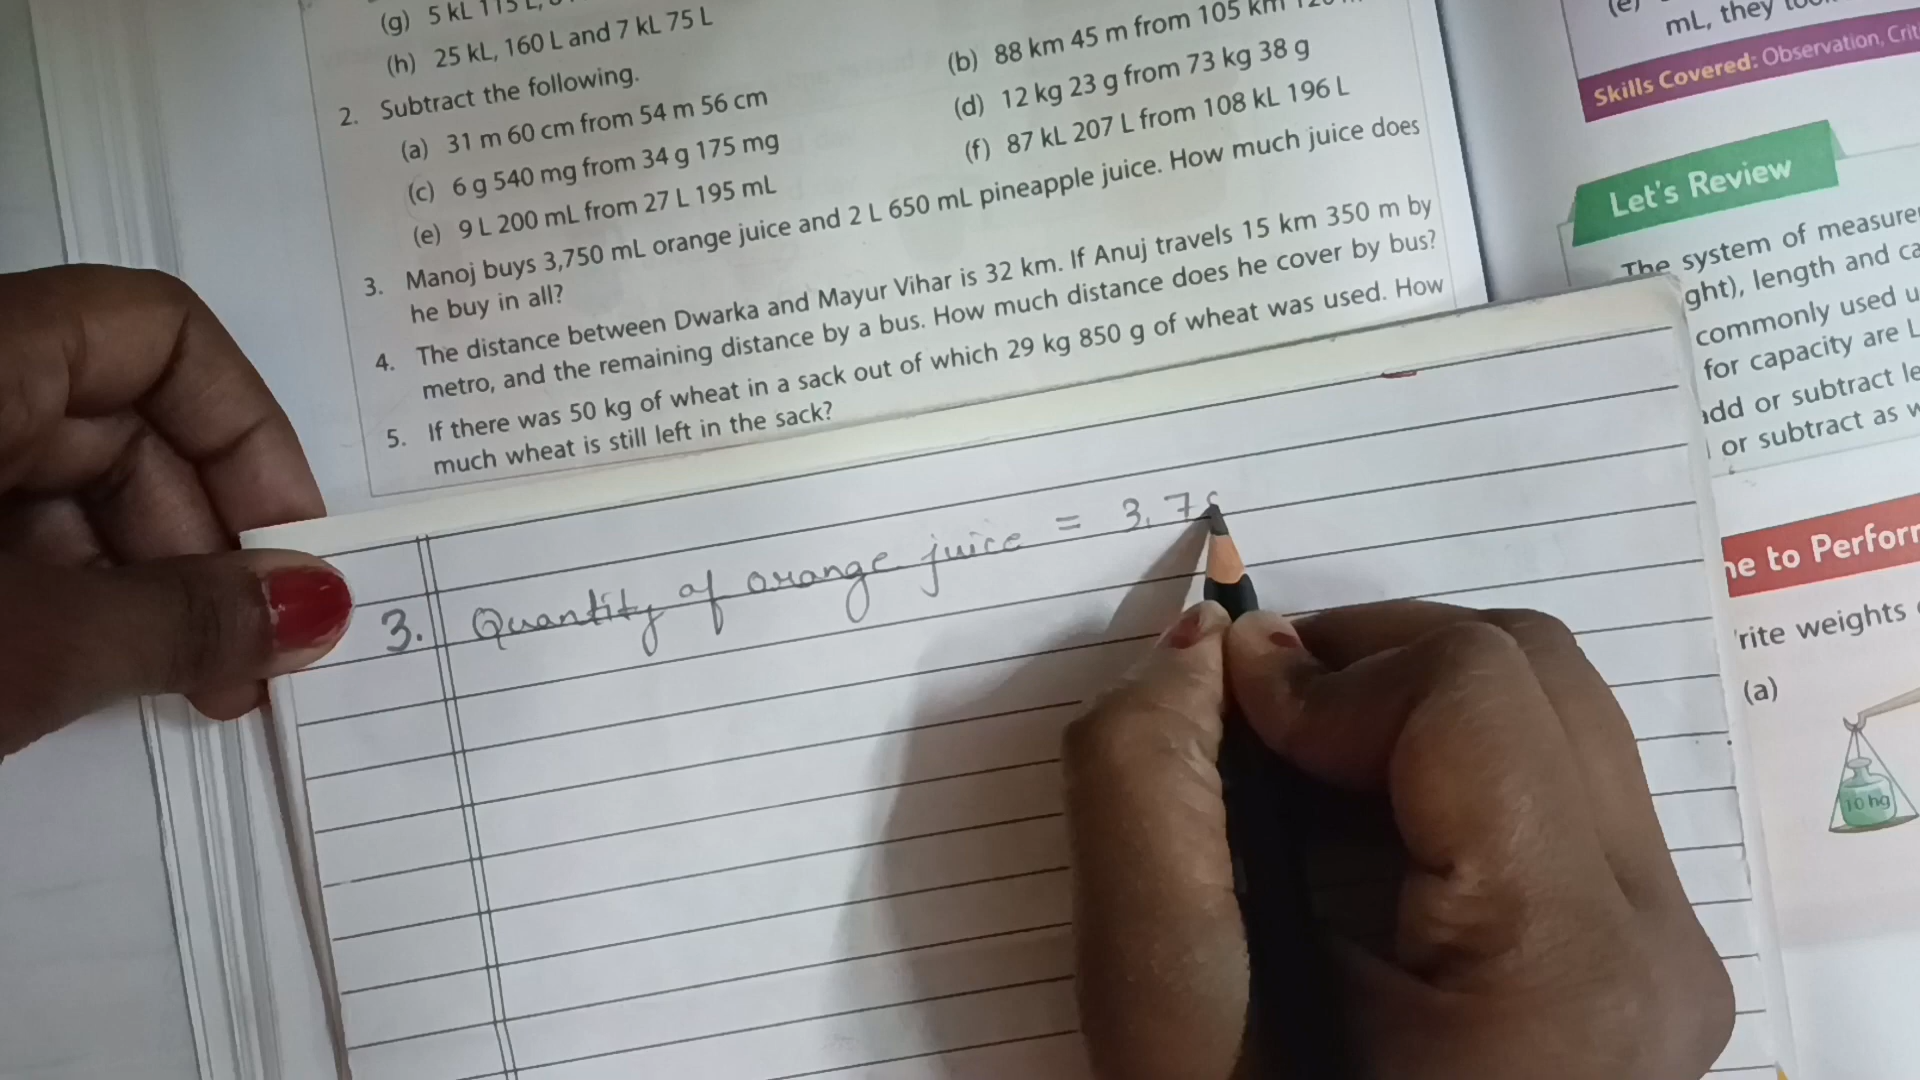 (g) 5 kL 115 L,
(h) 25 kL, 160 L and 7 kL 75 L
2. Subtract the following.
(a) 31 m 60 cm from 54 m 56 cm
(b) 88 km 45 m from 105 km
(c) 6 g 540 mg from 34 g 175 mg
(d) 12 kg 23 g from 73 kg 38 g
(e) 9 L 200 mL from 27 L 195 mL
(f) 87 kL 207 L from 108 kL 196 L
3. Manoj buys 3,750 mL orange juice and 2 L 650 mL pineapple juice. How much juice does
he buy in all?
4. The distance between Dwarka and Mayur Vihar is 32 km. If Anuj travels 15 km 350 m by
metro, and the remaining distance by a bus. How much distance does he cover by bus?
5. If there was 50 kg of wheat in a sack out of which 29 kg 850 g of wheat was used. How
much wheat is still left in the sack?
3. Quantity of orange juice = 3,75
(e)
mL, they
Skills Covered: Observation, Crit
Let's Review
The system of measure
ght), length and ca
commonly used u
for capacity are L
add or subtract le
or subtract as w
ne to Perform
rite weights
(a)
10 hg